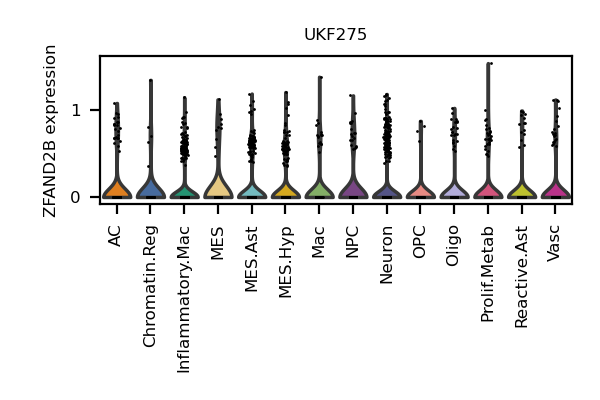 UKF275
ZFAND2B expression
1
0
AC
Chromatin.Reg
Inflammatory.Mac
MES
MES.Ast
MES.Hyp
Mac
NPC
Neuron
OPC
Oligo
Prolif.Metab
Reactive.Ast
Vasc